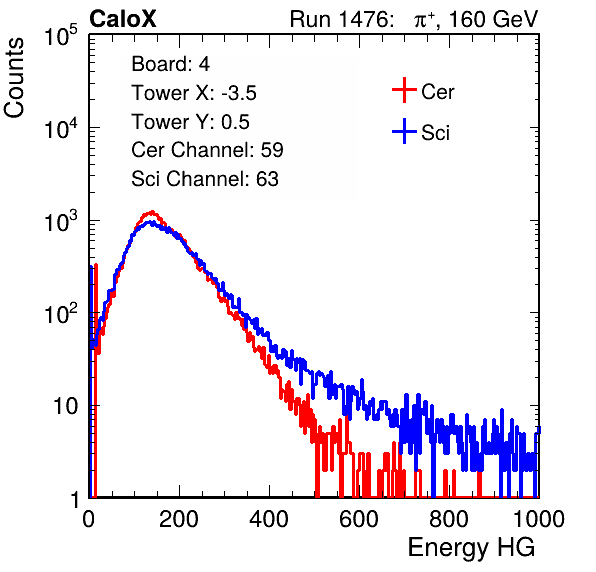 CaloX Run 1476: π⁺, 160 GeV
Counts
Board: 4
Tower X: -3.5
Tower Y: 0.5
Cer Channel: 59
Sci Channel: 63
Cer
Sci
10⁵
10⁴
10³
10²
10
1
0 200 400 600 800 1000
Energy HG